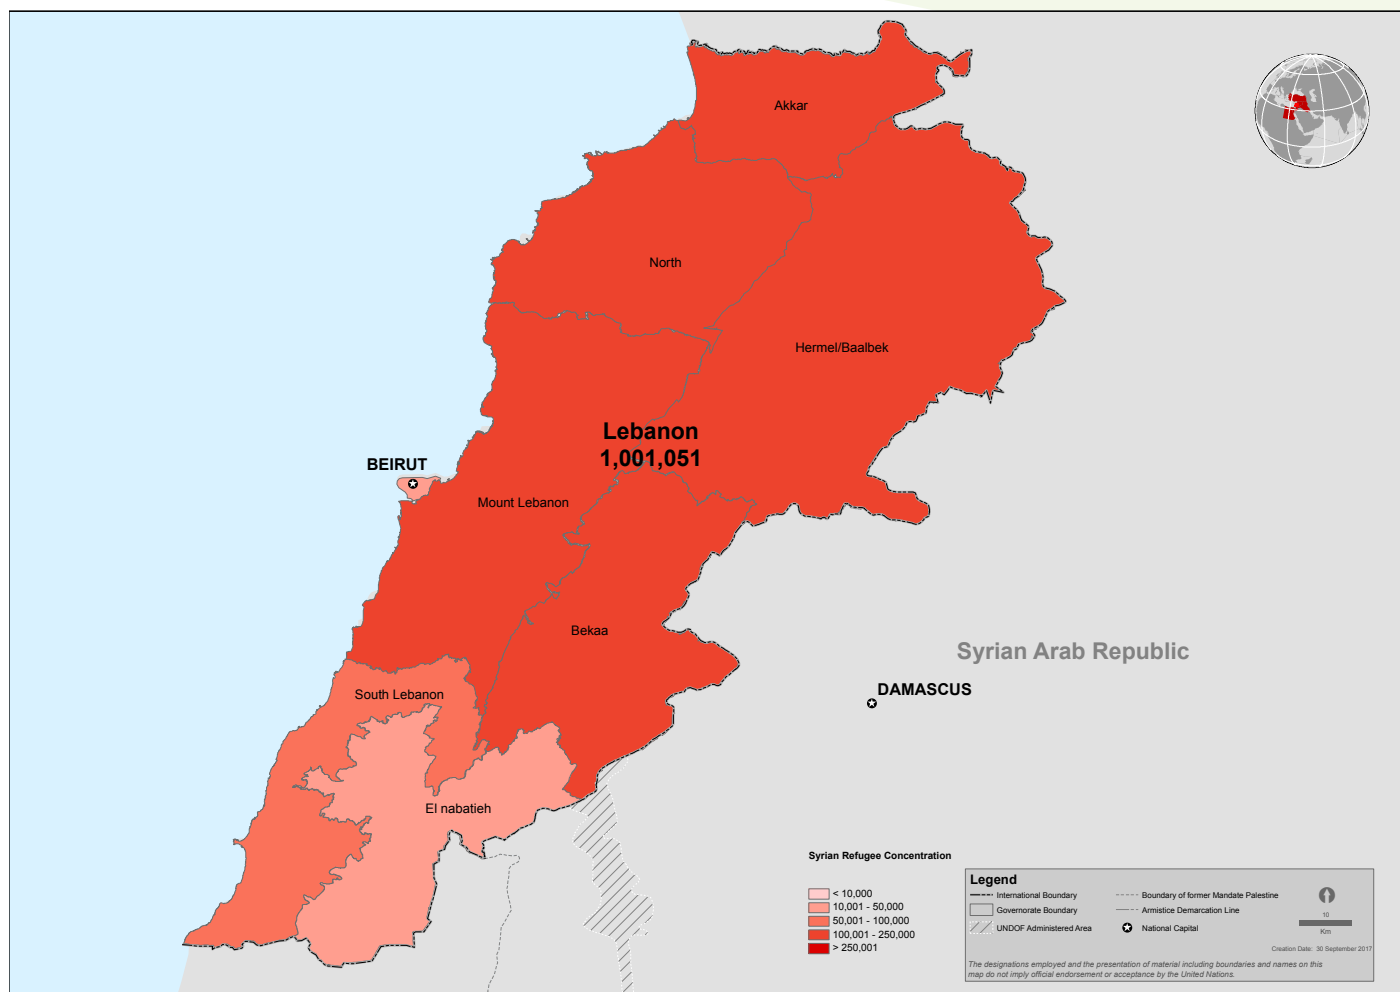 Akkar
North
Hermel/Baalbek
Lebanon
1,001,051
BEIRUT
Mount Lebanon
Bekaa
Syrian Arab Republic
DAMASCUS
South Lebanon
El nabatieh
Syrian Refugee Concentration
< 10,000
10,001 - 50,000
50,001 - 100,000
100,001 - 250,000
> 250,001
Legend
International Boundary
Governorate Boundary
UNDOF Administered Area
Boundary of former Mandate Palestine
Armistice Demarcation Line
National Capital
10
Km
Creation Date: 30 September 2017
The designations employed and the presentation of material including boundaries and names on this
map do not imply official endorsement or acceptance by the United Nations.